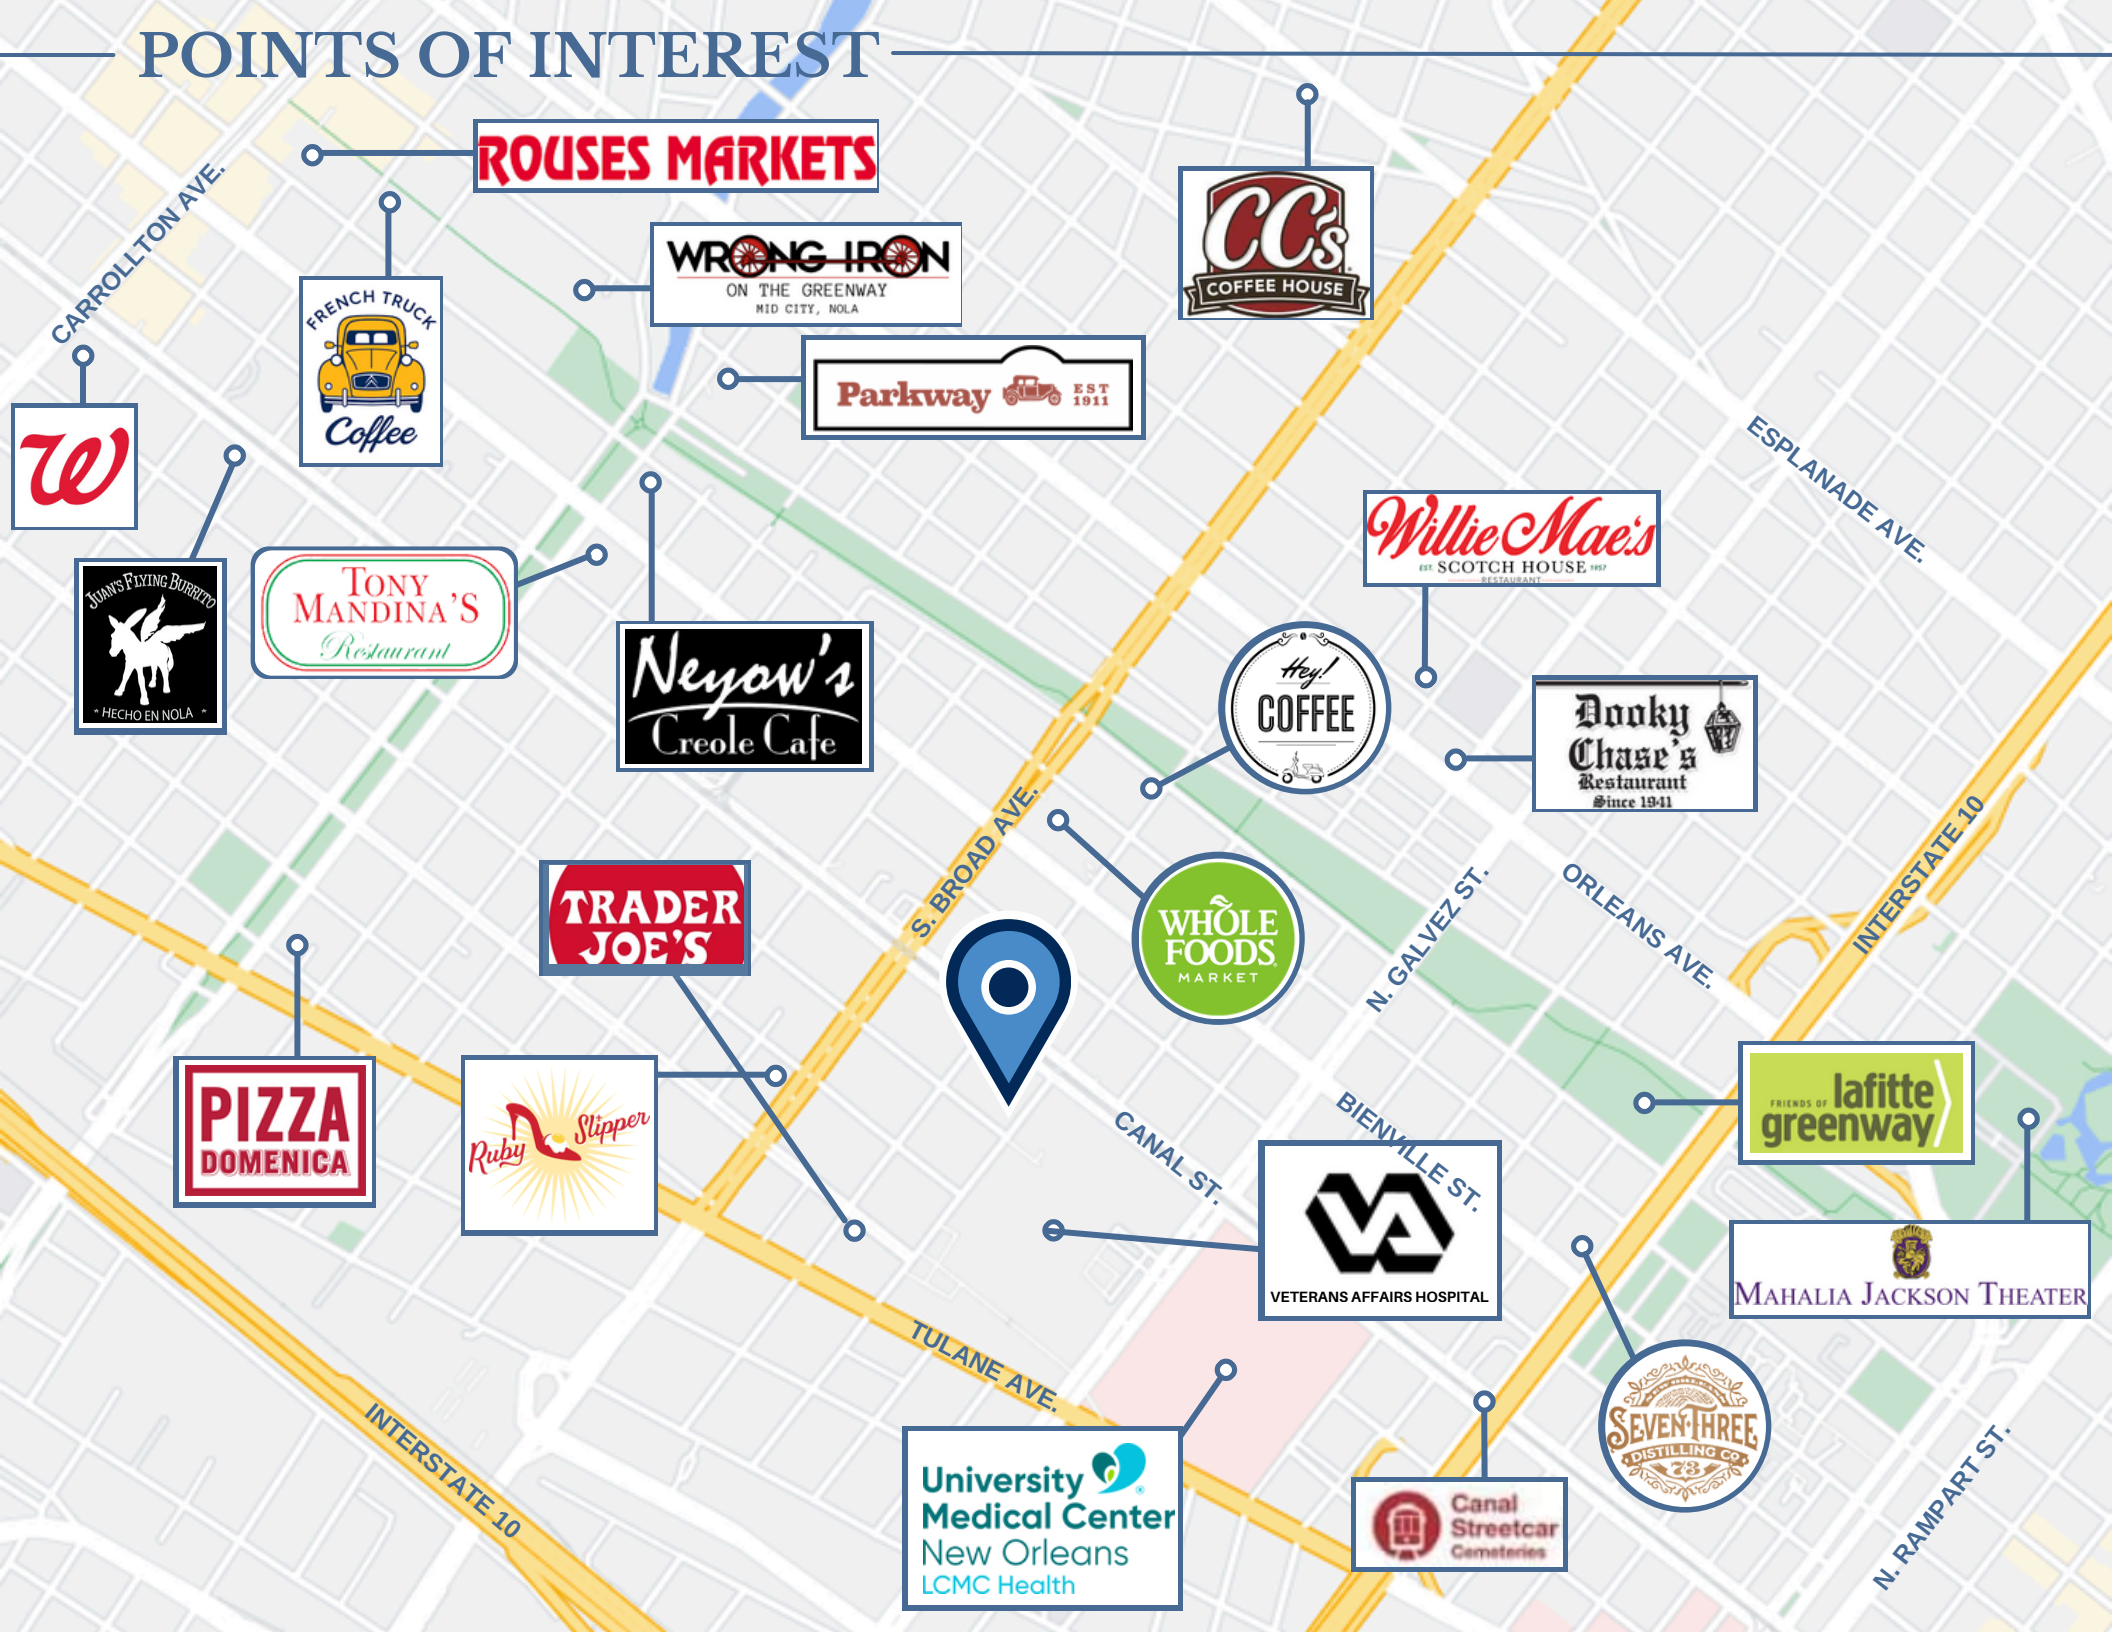 POINTS OF INTEREST
ROUSES MARKETS
CARROLLTON AVE.
WRONG IRON
ON THE GREENWAY
MID CITY, NOLA
CC's
COFFEE HOUSE
FRENCH TRUCK
Coffee
Parkway
EST
1911
W
ESPLANADE AVE.
Willie Mae's
EST. SCOTCH HOUSE 1957
RESTAURANT
JUAN'S FLYING BURRITO
* HECHO EN NOLA *
TONY
MANDINA'S
Restaurant
Neyow's
Creole Cafe
Hey!
COFFEE
Dooky
Chase's
Restaurant
Since 1941
S. BROAD AVE.
INTERSTATE 10
TRADER
JOE'S
WHOLE
FOODS
MARKET
N. GALVEZ ST.
ORLEANS AVE.
PIZZA
DOMENICA
Ruby Slipper
CANAL ST.
BIENVILLE ST.
FRIENDS OF lafitte
greenway
VA
VETERANS AFFAIRS HOSPITAL
MAHALIA JACKSON THEATER
TULANE AVE.
INTERSTATE 10
University
Medical Center
New Orleans
LCMC Health
Canal
Streetcar
Cemeteries
SEVEN THREE
DISTILLING CO
73
N. RAMPART ST.